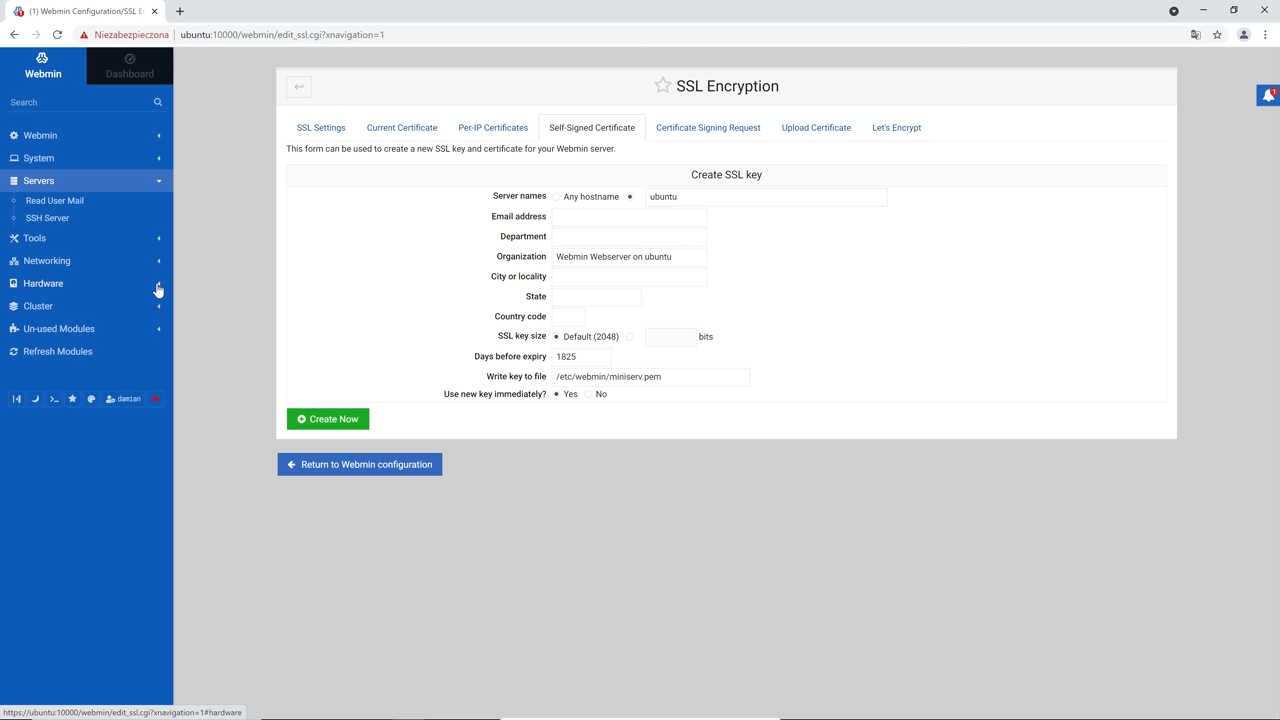 (1) Webmin Configuration/SSL E
Niezabezpieczona
ubuntu:10000/webmin/edit_ssl.cgi?xnavigation=1
Webmin
Dashboard
Search
Webmin
System
Servers
Read User Mail
SSH Server
Tools
Networking
Hardware
Cluster
Un-used Modules
Refresh Modules
damian
SSL Encryption
1
SSL Settings Current Certificate Per-IP Certificates Self-Signed Certificate Certificate Signing Request Upload Certificate Let's Encrypt
This form can be used to create a new SSL key and certificate for your Webmin server.
Create SSL key
Server names Any hostname ubuntu
Email address
Department
Organization Webmin Webserver on ubuntu
City or locality
State
Country code
SSL key size Default (2048) bits
Days before expiry 1825
Write key to file /etc/webmin/miniserv.pem
Use new key immediately? Yes No
Create Now
Return to Webmin configuration
https://ubuntu:10000/webmin/edit_ssl.cgi?xnavigation=1#hardware